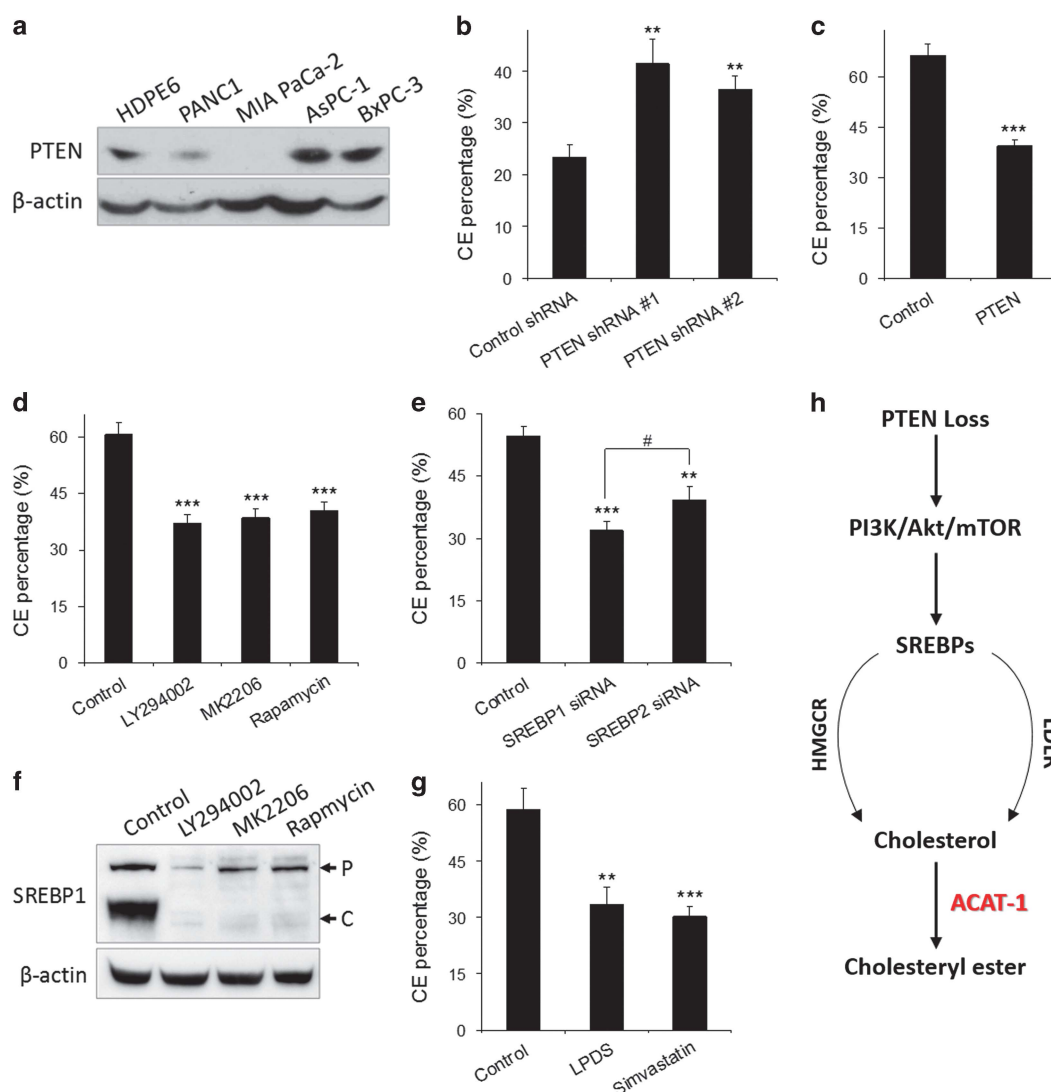 a
HDPE6
PANC1
MIA PaCa-2
AsPC-1
BxPC-3
PTEN
β-actin
b
CE percentage (%)
40
30
20
10
0
**
**
Control shRNA
PTEN shRNA #1
PTEN shRNA #2
c
CE percentage (%)
60
45
30
15
0
***
Control
PTEN
d
CE percentage (%)
60
45
30
15
0
***
***
***
Control
LY294002
MK2206
Rapamycin
e
CE percentage (%)
60
45
30
15
0
#
***
**
Control
SREBP1 siRNA
SREBP2 siRNA
f
Control
LY294002
MK2206
Rapmycin
SREBP1
P
C
β-actin
g
CE percentage (%)
60
45
30
15
0
**
***
Control
LPDS
Simvastatin
h
PTEN Loss
PI3K/Akt/mTOR
SREBPs
HMGCR
Cholesterol
ACAT-1
Cholesteryl ester